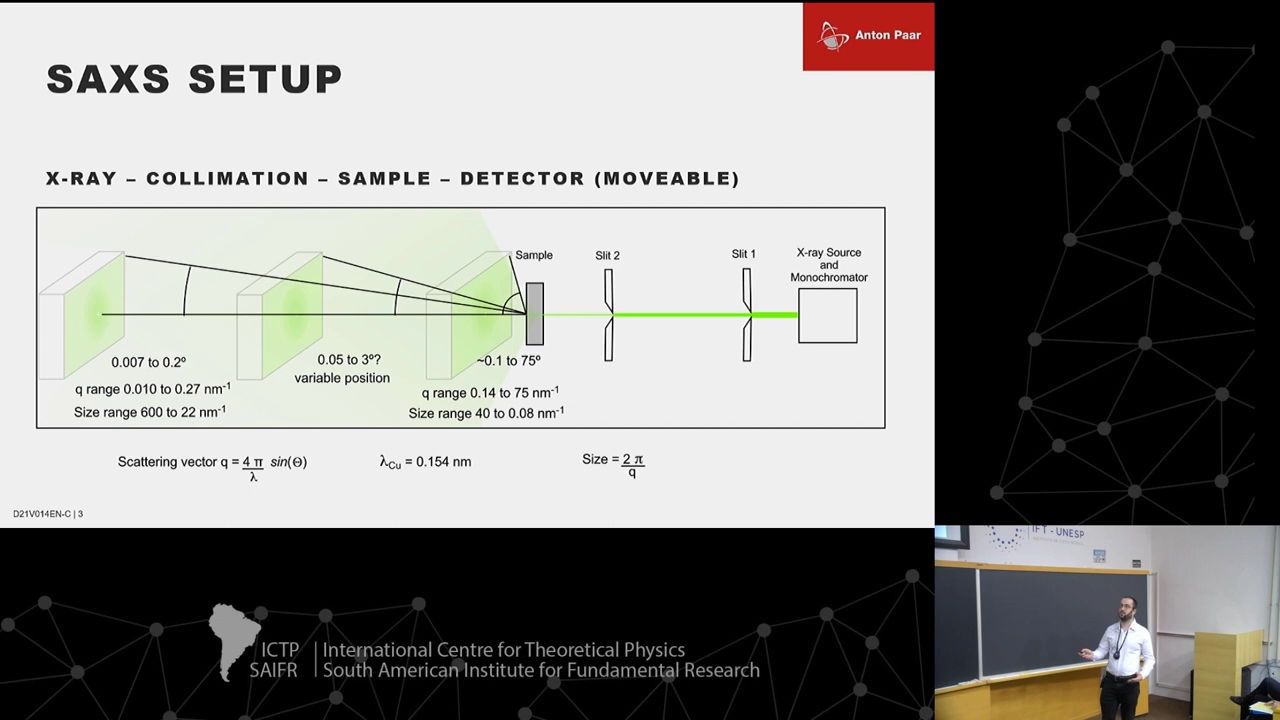 Anton Paar
SAXS SETUP
X-RAY – COLLIMATION – SAMPLE – DETECTOR (MOVEABLE)
Sample
Slit 2
Slit 1
X-ray Source
and
Monochromator
0.007 to 0.2º
q range 0.010 to 0.27 nm⁻¹
Size range 600 to 22 nm⁻¹
0.05 to 3º?
variable position
~0.1 to 75º
q range 0.14 to 75 nm⁻¹
Size range 40 to 0.08 nm⁻¹
Scattering vector q = 4 π / λ sin(Θ)
λCu = 0.154 nm
Size = 2 π / q
D21V014EN-C | 3
IFT - UNESP
ICTP
SAIFR
International Centre for Theoretical Physics
South American Institute for Fundamental Research